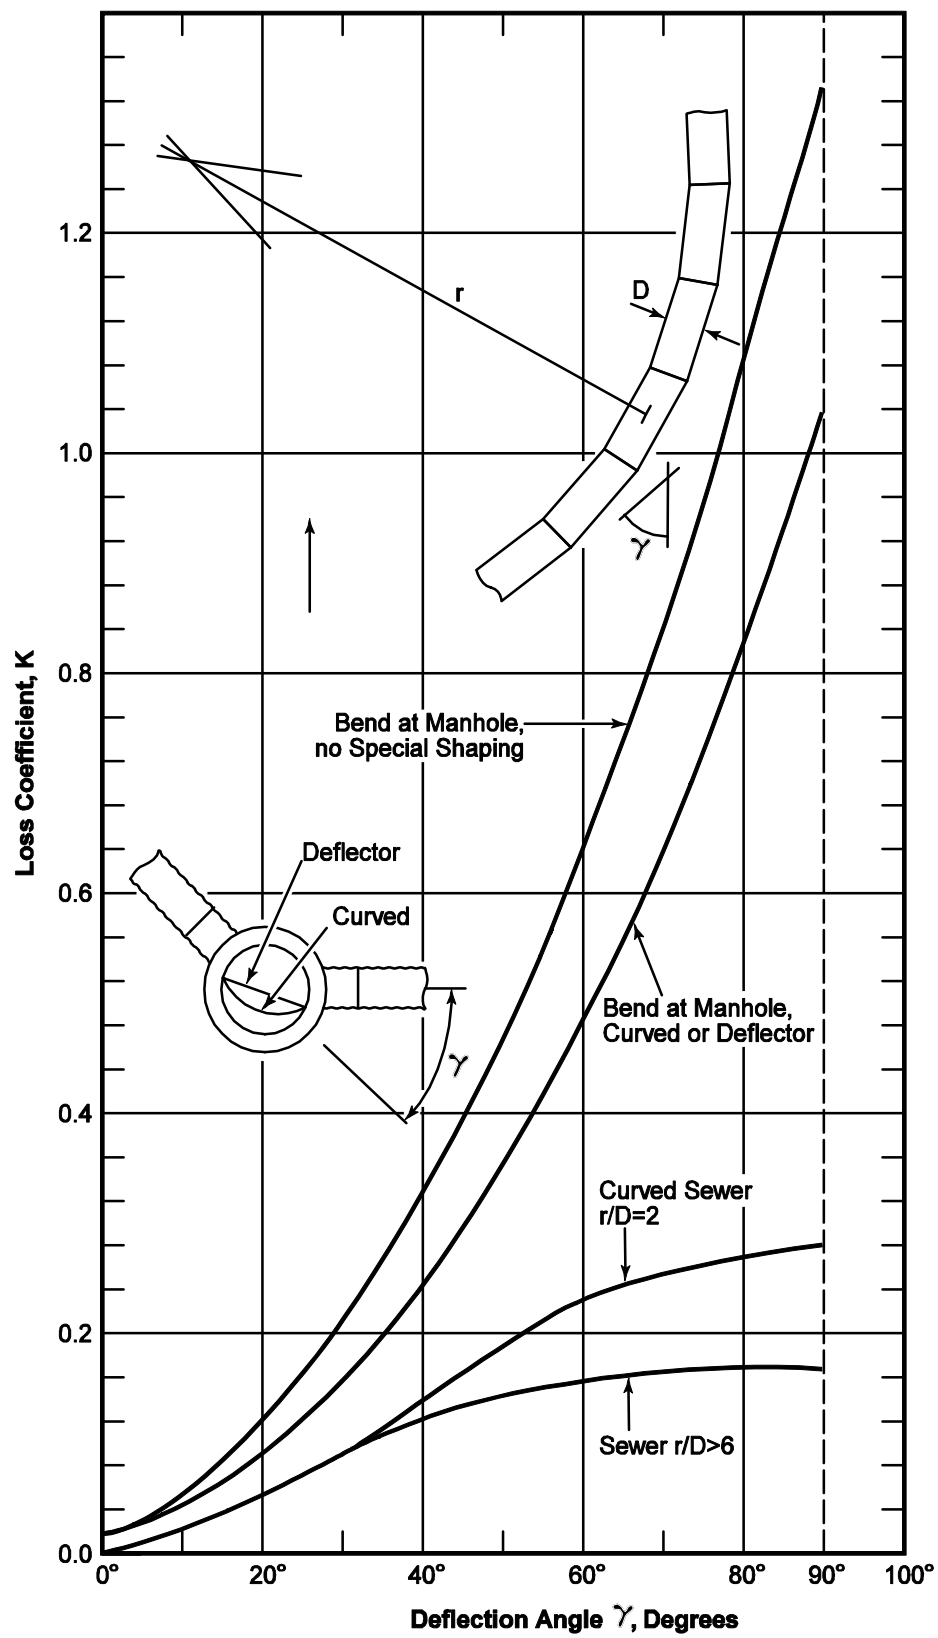 1.2
r
D
1.0
γ
0.8
Bend at Manhole,
no Special Shaping
Loss Coefficient, K
Deflector
0.6
Curved
Bend at Manhole,
Curved or Deflector
γ
0.4
Curved Sewer
r/D=2
0.2
Sewer r/D>6
0.0
0° 20° 40° 60° 80° 90° 100°
Deflection Angle γ, Degrees